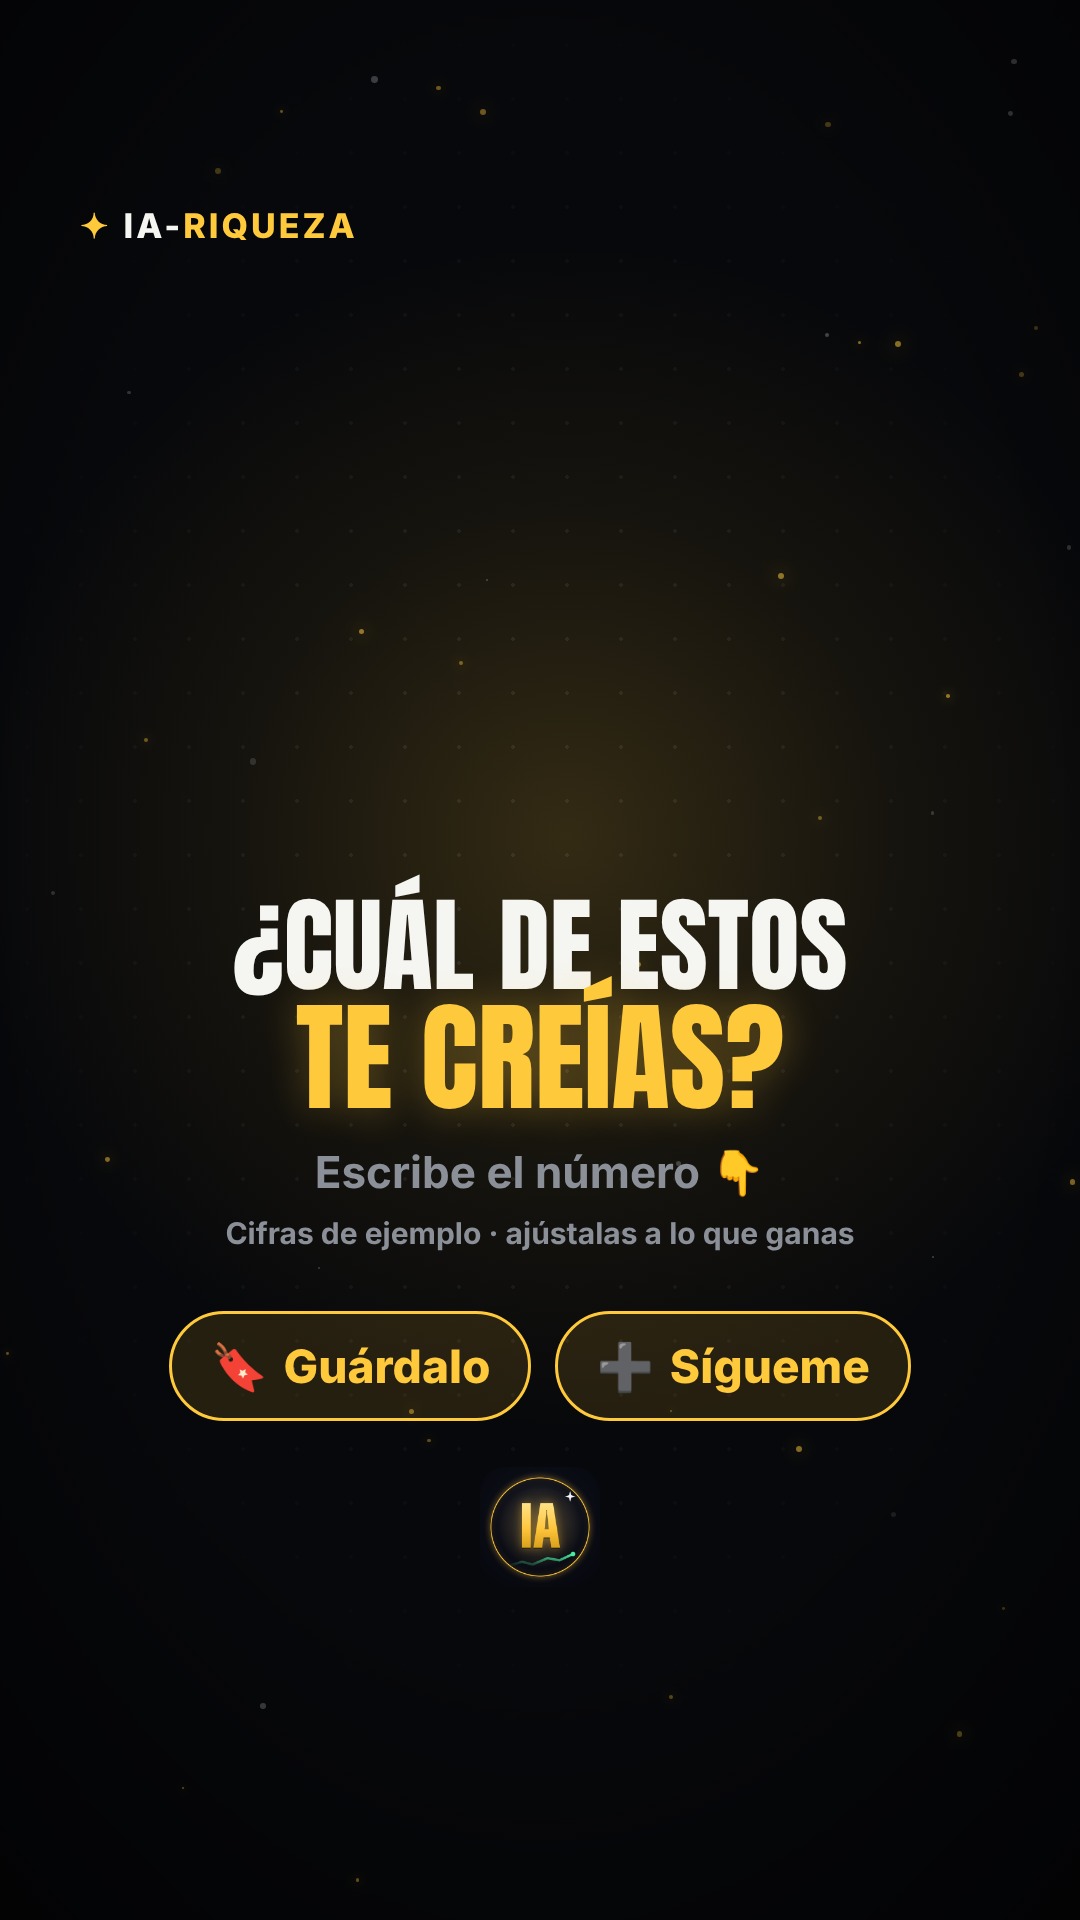 ✦ IA-RIQUEZA
¿CUÁL DE ESTOS
TE CREÍAS?
Escribe el número 👇
Cifras de ejemplo · ajústalas a lo que ganas
🔖 Guárdalo
➕ Sígueme
IA